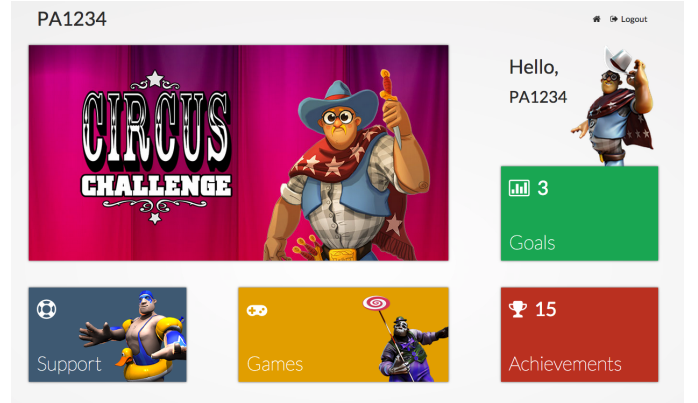 PA1234
Logout
CIRCUS
CHALLENGE
Hello,
PA1234
3
Goals
Support
Games
15
Achievements